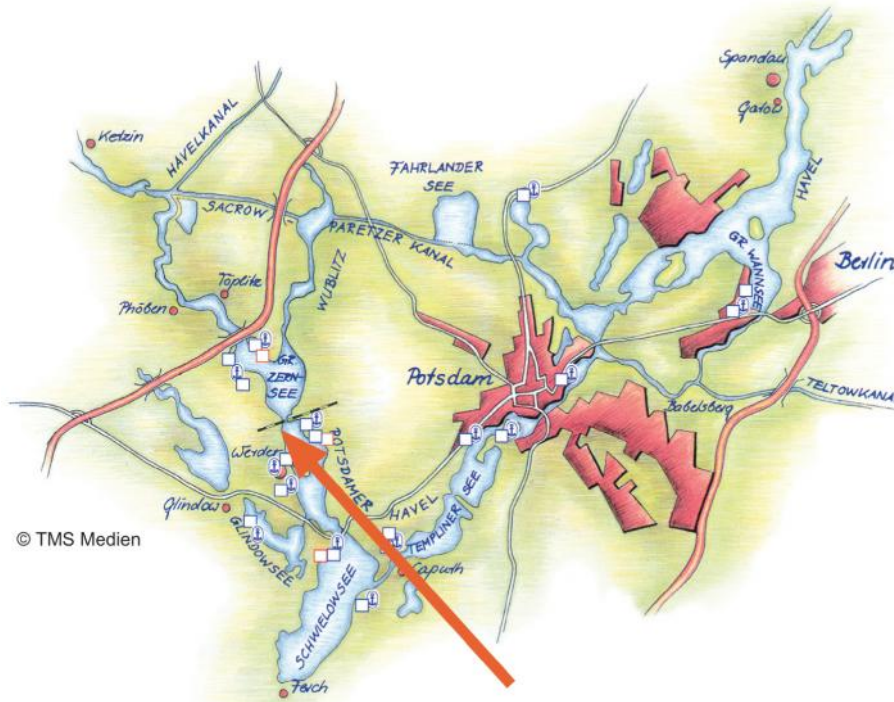 Spandau
Gatow
Ketzin
HAVELKANAL
FAHRLANDER
SEE
HAVEL
SACROW
PARETZER KANAL
GR. WANNSEE
Berlin
WUBLITZ
Töplitz
Phöben
GR.
ZERN
SEE
Potsdam
TELTOWKANAL
Babelsberg
Werder
POTSDAMER
HAVEL
Glindow
GLINDOWSEE
TEMPLINER SEE
© TMS Medien
Caputh
SCHWIELOWSEE
Ferch